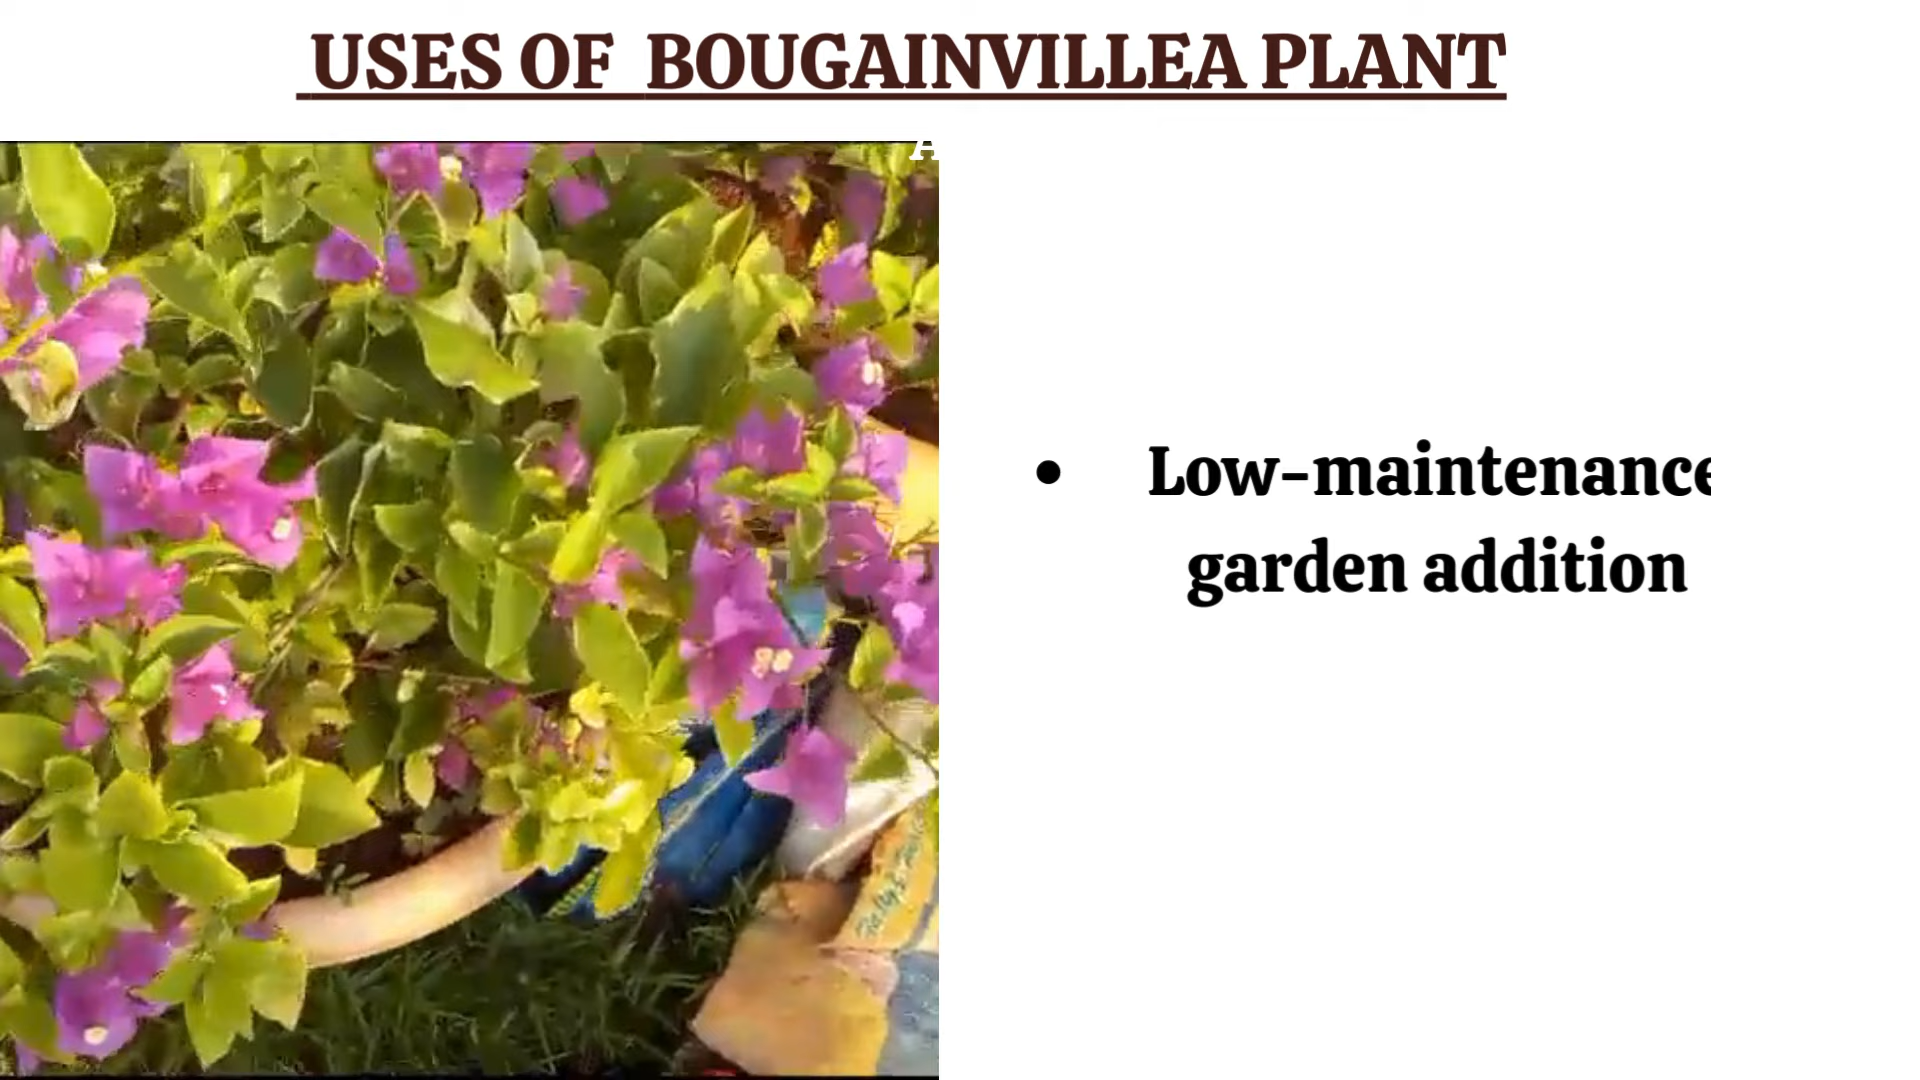 USES OF BOUGAINVILLEA PLANT
A
• Low-maintenance
garden addition